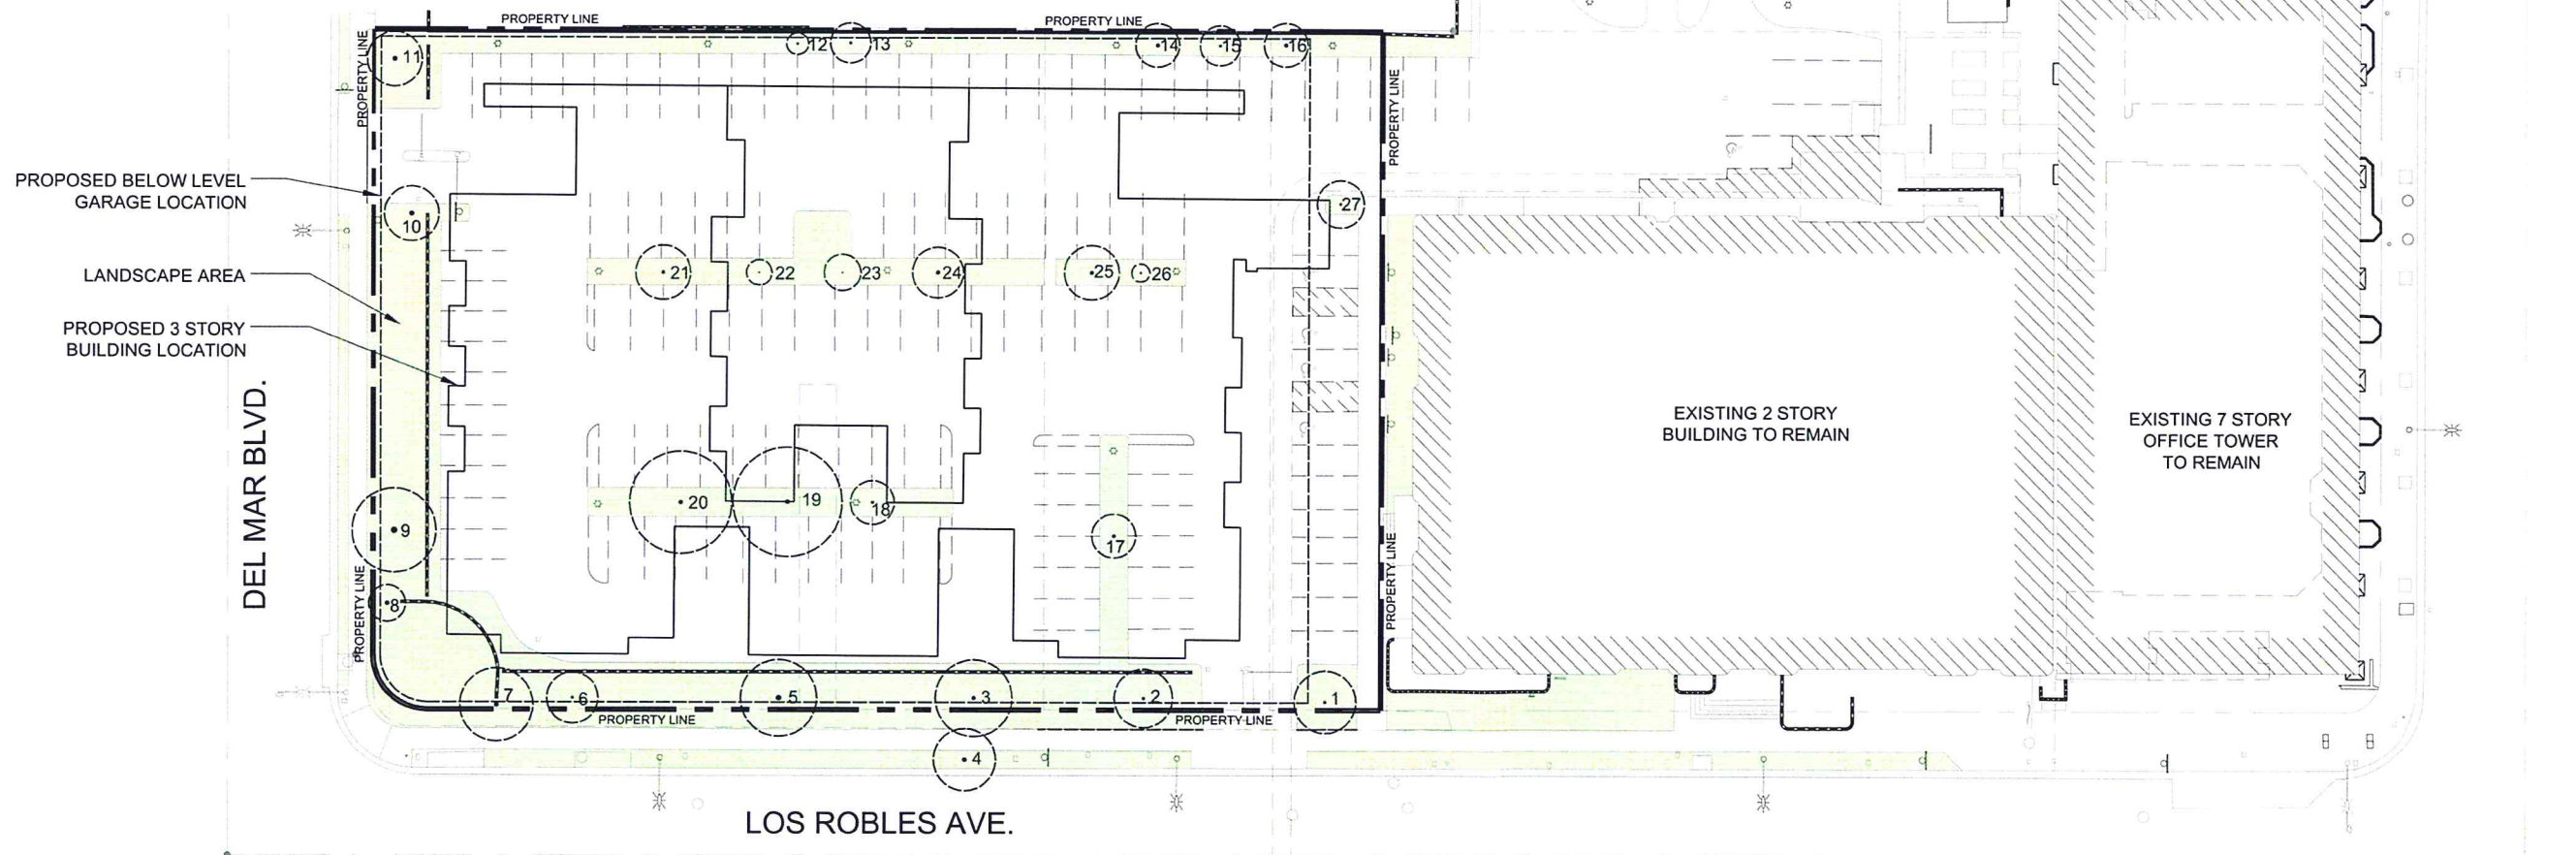 PROPERTY LINE
PROPERTY LINE
PROPERTY LINE
11
12
13
14
15
16
PROPERTY LINE
PROPOSED BELOW LEVEL
GARAGE LOCATION
10
27
LANDSCAPE AREA
21
22
23
24
25
26
PROPOSED 3 STORY
BUILDING LOCATION
DEL MAR BLVD.
EXISTING 2 STORY
BUILDING TO REMAIN
EXISTING 7 STORY
OFFICE TOWER
TO REMAIN
20
19
18
17
9
8
PROPERTY LINE
PROPERTY LINE
7
6
5
3
2
1
PROPERTY LINE
PROPERTY LINE
4
LOS ROBLES AVE.